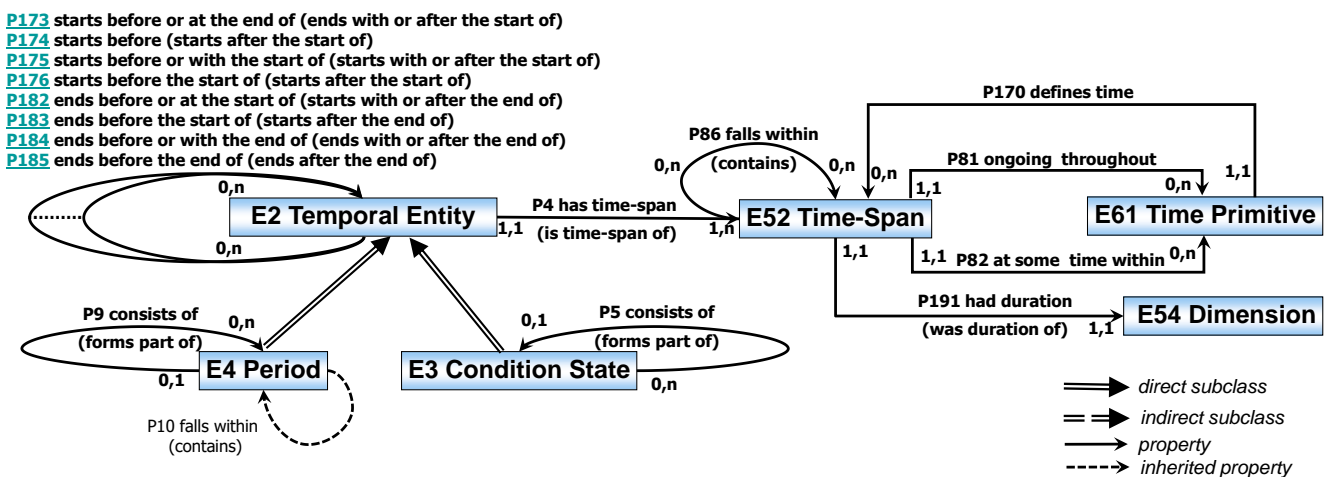 P173 starts before or at the end of (ends with or after the start of)
P174 starts before (starts after the start of)
P175 starts before or with the start of (starts with or after the start of)
P176 starts before the start of (starts after the start of)
P182 ends before or at the start of (starts with or after the end of)
P183 ends before the start of (starts after the end of)
P184 ends before or with the end of (ends with or after the end of)
P185 ends before the end of (ends after the end of)
0,n
E2 Temporal Entity
0,n
1,1
P4 has time-span
(is time-span of)
1,n
P86 falls within
(contains)
0,n
0,n
E52 Time-Span
P170 defines time
0,n
1,1
P81 ongoing throughout
1,1
0,n
E61 Time Primitive
1,1
P82 at some time within
0,n
1,1
P191 had duration
(was duration of)
1,1
E54 Dimension
P9 consists of
(forms part of)
0,n
0,1
E4 Period
P10 falls within
(contains)
P5 consists of
(forms part of)
0,1
0,n
E3 Condition State
direct subclass
indirect subclass
property
inherited property